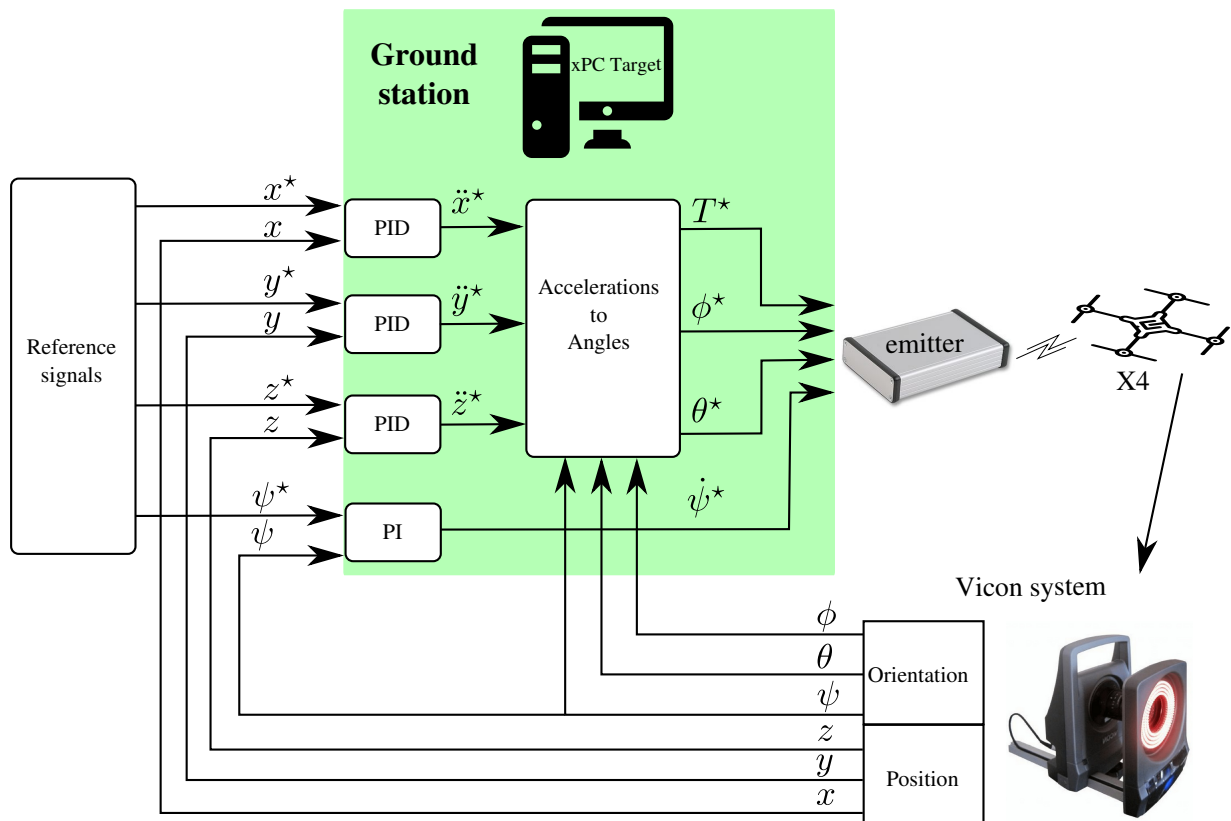 Ground
station
xPC Target
Reference
signals
x⋆
x
y⋆
y
z⋆
z
ψ⋆
ψ
PID
PID
PID
PI
ẍ⋆
ÿ⋆
z̈⋆
Accelerations
to
Angles
T⋆
ϕ⋆
θ⋆
ψ̇⋆
emitter
X4
Vicon system
ϕ
θ
ψ
z
y
x
Orientation
Position